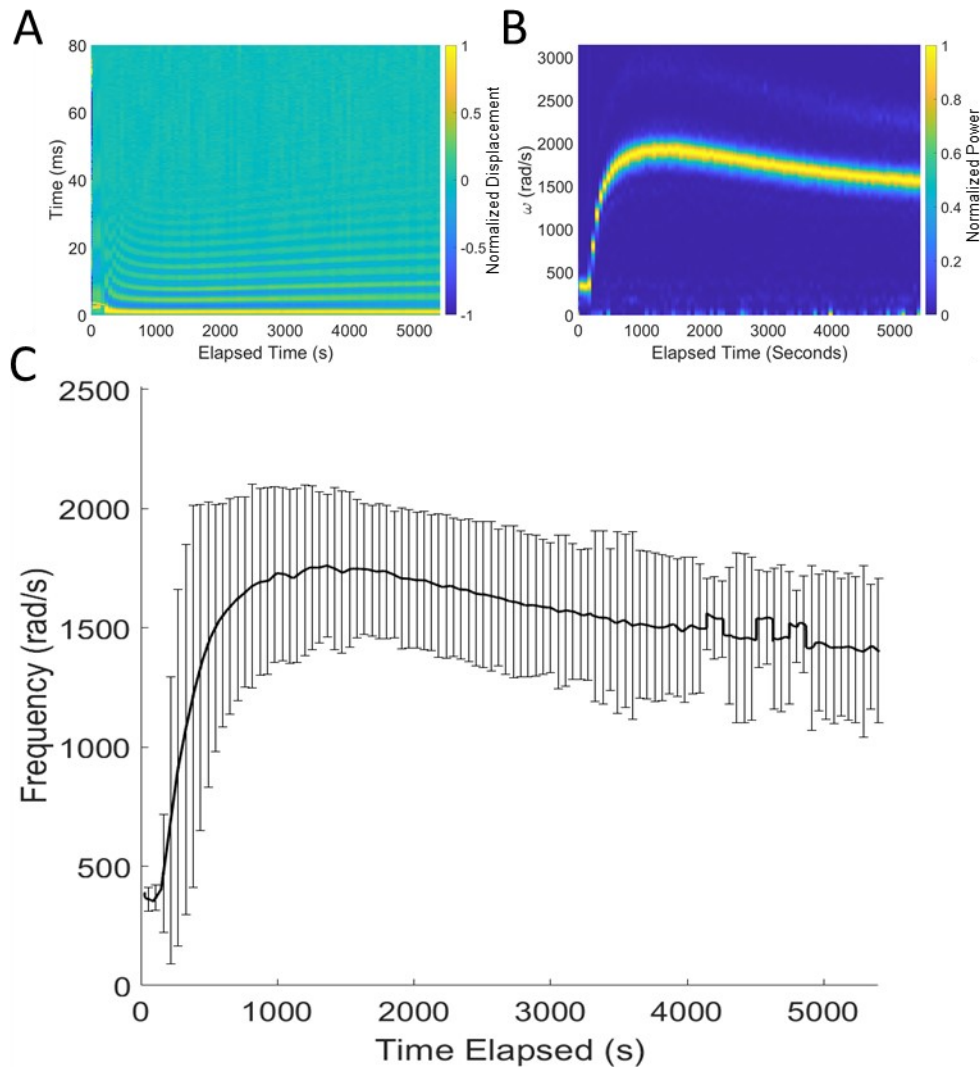 A
80
60
40
20
0
Time (ms)
0 1000 2000 3000 4000 5000
Elapsed Time (s)
1
0.5
0
-0.5
-1
Normalized Displacement
B
3000
2500
2000
1500
1000
500
0
ω (rad/s)
0 1000 2000 3000 4000 5000
Elapsed Time (Seconds)
1
0.8
0.6
0.4
0.2
0
Normalized Power
C
2500
2000
1500
1000
500
0
Frequency (rad/s)
0 1000 2000 3000 4000 5000
Time Elapsed (s)